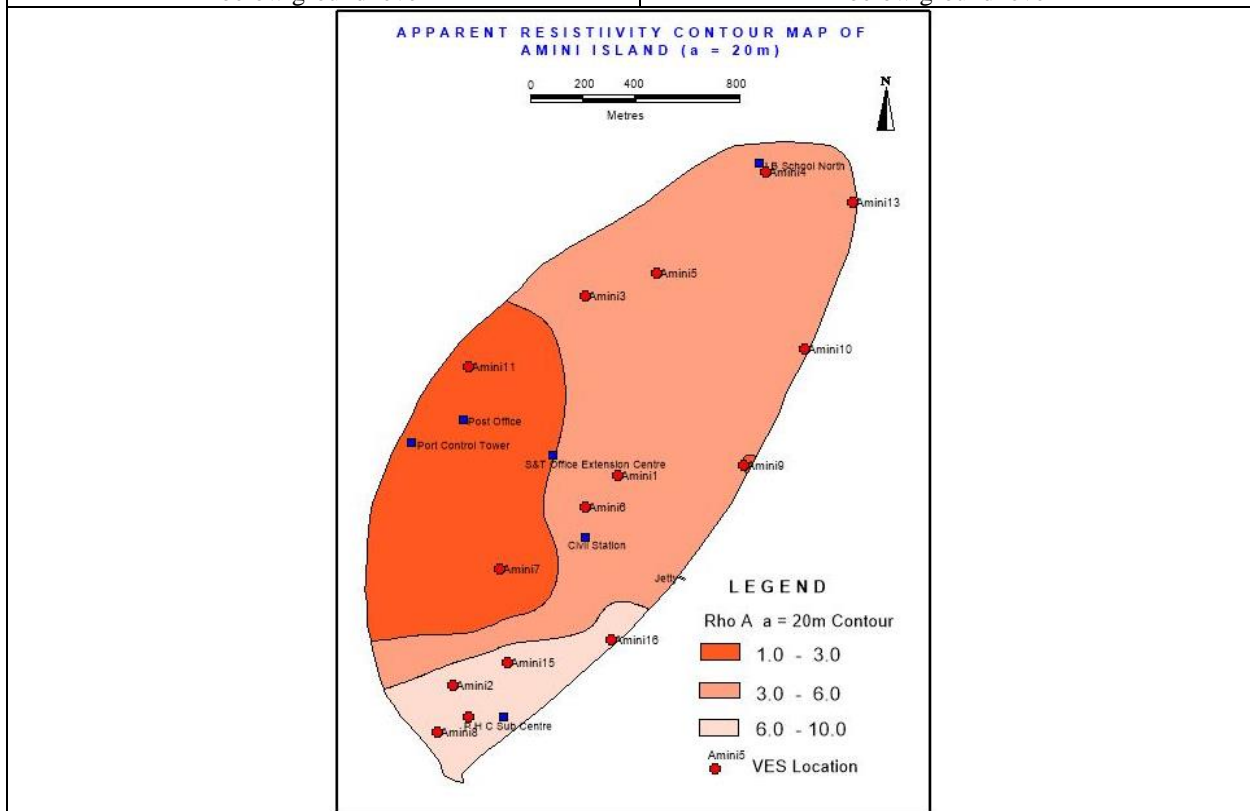 APPARENT RESISTIIVITY CONTOUR MAP OF
AMINI ISLAND (a = 20m)
0 200 400 800
Metres
N
J B School North
Amini4
Amini13
Amini5
Amini3
Amini10
Amini11
Post Office
Port Control Tower
S&T Office Extension Centre
Amini1
Amini9
Amini6
Civil Station
Amini7
Jetty
Amini16
Amini15
Amini2
P H C Sub Centre
Amini8
LEGEND
Rho A a = 20m Contour
1.0 - 3.0
3.0 - 6.0
6.0 - 10.0
Amini5
VES Location